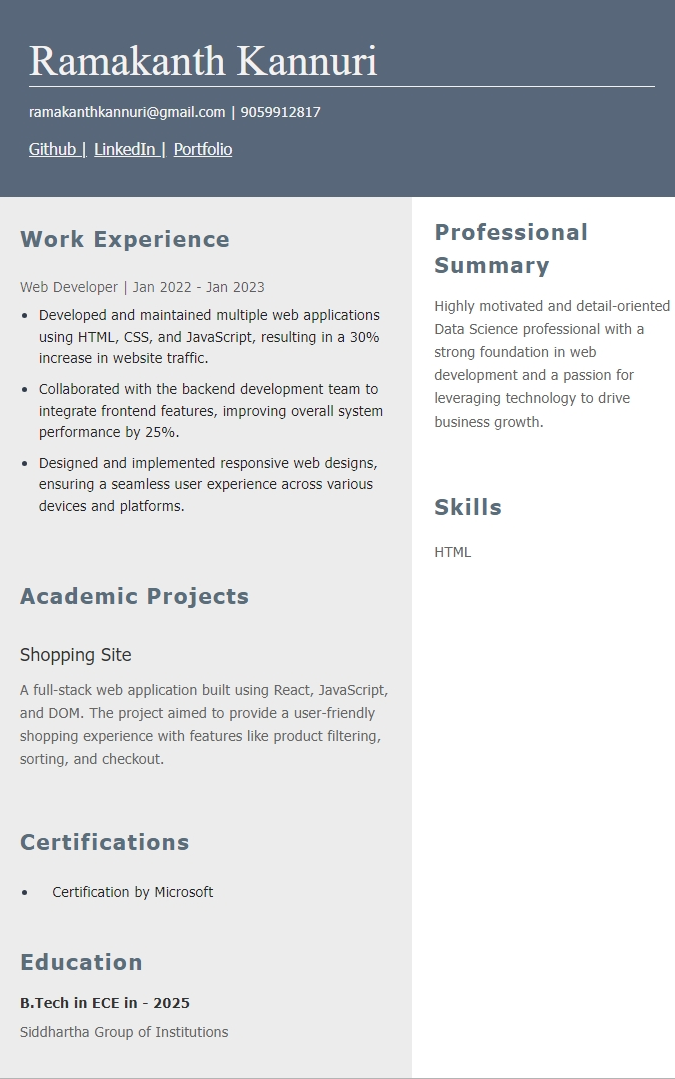 Ramakanth Kannuri
ramakanthkannuri@gmail.com | 9059912817
Github | LinkedIn | Portfolio
Work Experience
Web Developer | Jan 2022 - Jan 2023
• Developed and maintained multiple web applications
using HTML, CSS, and JavaScript, resulting in a 30%
increase in website traffic.
• Collaborated with the backend development team to
integrate frontend features, improving overall system
performance by 25%.
• Designed and implemented responsive web designs,
ensuring a seamless user experience across various
devices and platforms.
Academic Projects
Shopping Site
A full-stack web application built using React, JavaScript,
and DOM. The project aimed to provide a user-friendly
shopping experience with features like product filtering,
sorting, and checkout.
Certifications
• Certification by Microsoft
Education
B.Tech in ECE in - 2025
Siddhartha Group of Institutions
Professional
Summary
Highly motivated and detail-oriented
Data Science professional with a
strong foundation in web
development and a passion for
leveraging technology to drive
business growth.
Skills
HTML